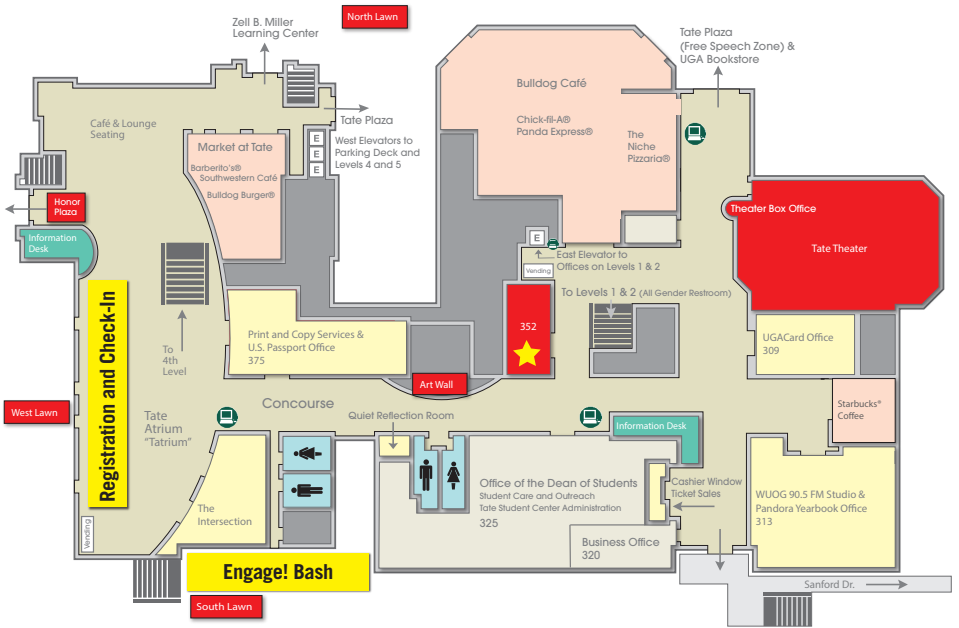 North Lawn
Zell B. Miller
Learning Center
Tate Plaza
(Free Speech Zone) &
UGA Bookstore
Bulldog Café
Chick-fil-A®
Panda Express®
The
Niche
Pizzaria®
Café & Lounge
Seating
Tate Plaza
E
E
E
West Elevators to
Parking Deck and
Levels 4 and 5
Market at Tate
Barberito's®
Southwestern Café
Bulldog Burger®
Honor
Plaza
Information
Desk
Theater Box Office
Tate Theater
E
East Elevator to
Offices on Levels 1 & 2
Vending
To Levels 1 & 2 (All Gender Restroom)
352
Registration and Check-In
To
4th
Level
Print and Copy Services &
U.S. Passport Office
375
UGACard Office
309
Art Wall
West Lawn
Tate
Atrium
“Tatrium”
Concourse
Quiet Reflection Room
Starbucks®
Coffee
Information Desk
The
Intersection
Office of the Dean of Students
Student Care and Outreach
Tate Student Center Administration
325
Cashier Window
Ticket Sales
WUOG 90.5 FM Studio &
Pandora Yearbook Office
313
Vending
Business Office
320
Engage! Bash
Sanford Dr.
South Lawn